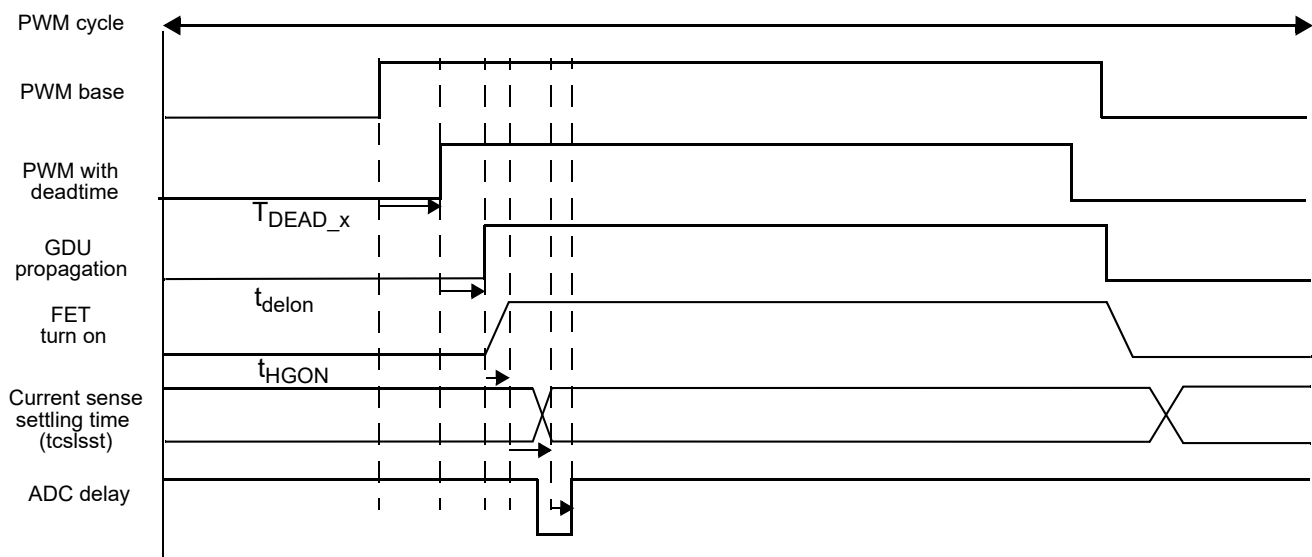 PWM cycle
PWM base
PWM with
deadtime
TDEAD_x
GDU
propagation
tdelon
FET
turn on
tHGON
Current sense
settling time
(tcslsst)
ADC delay